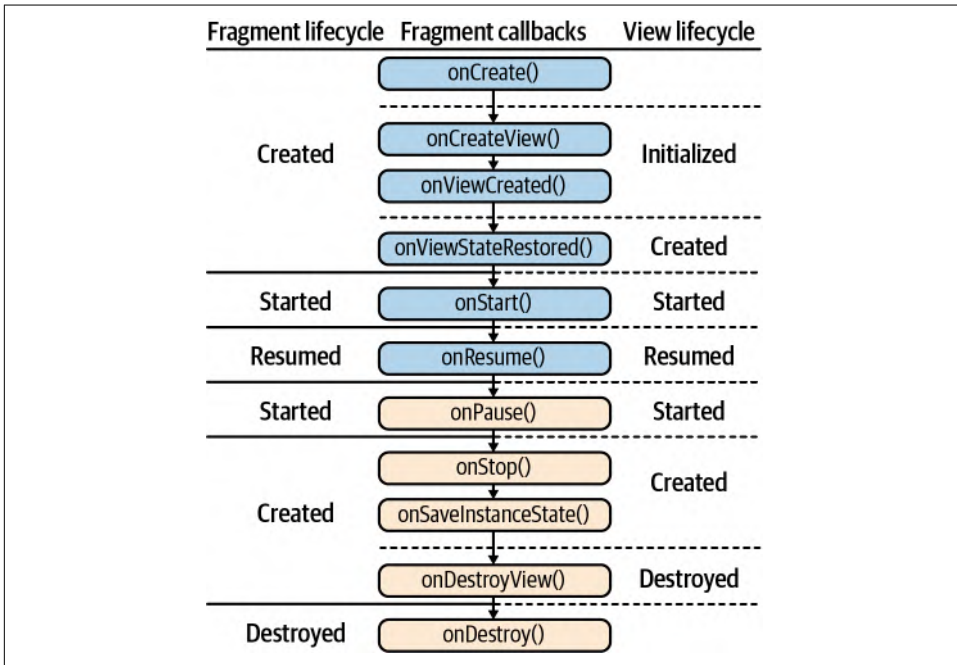 Fragment lifecycle Fragment callbacks View lifecycle
onCreate()
onCreateView()
Created Initialized
onViewCreated()
onViewStateRestored() Created
Started onStart() Started
Resumed onResume() Resumed
Started onPause() Started
onStop()
Created
Created onSaveInstanceState()
onDestroyView() Destroyed
Destroyed onDestroy()